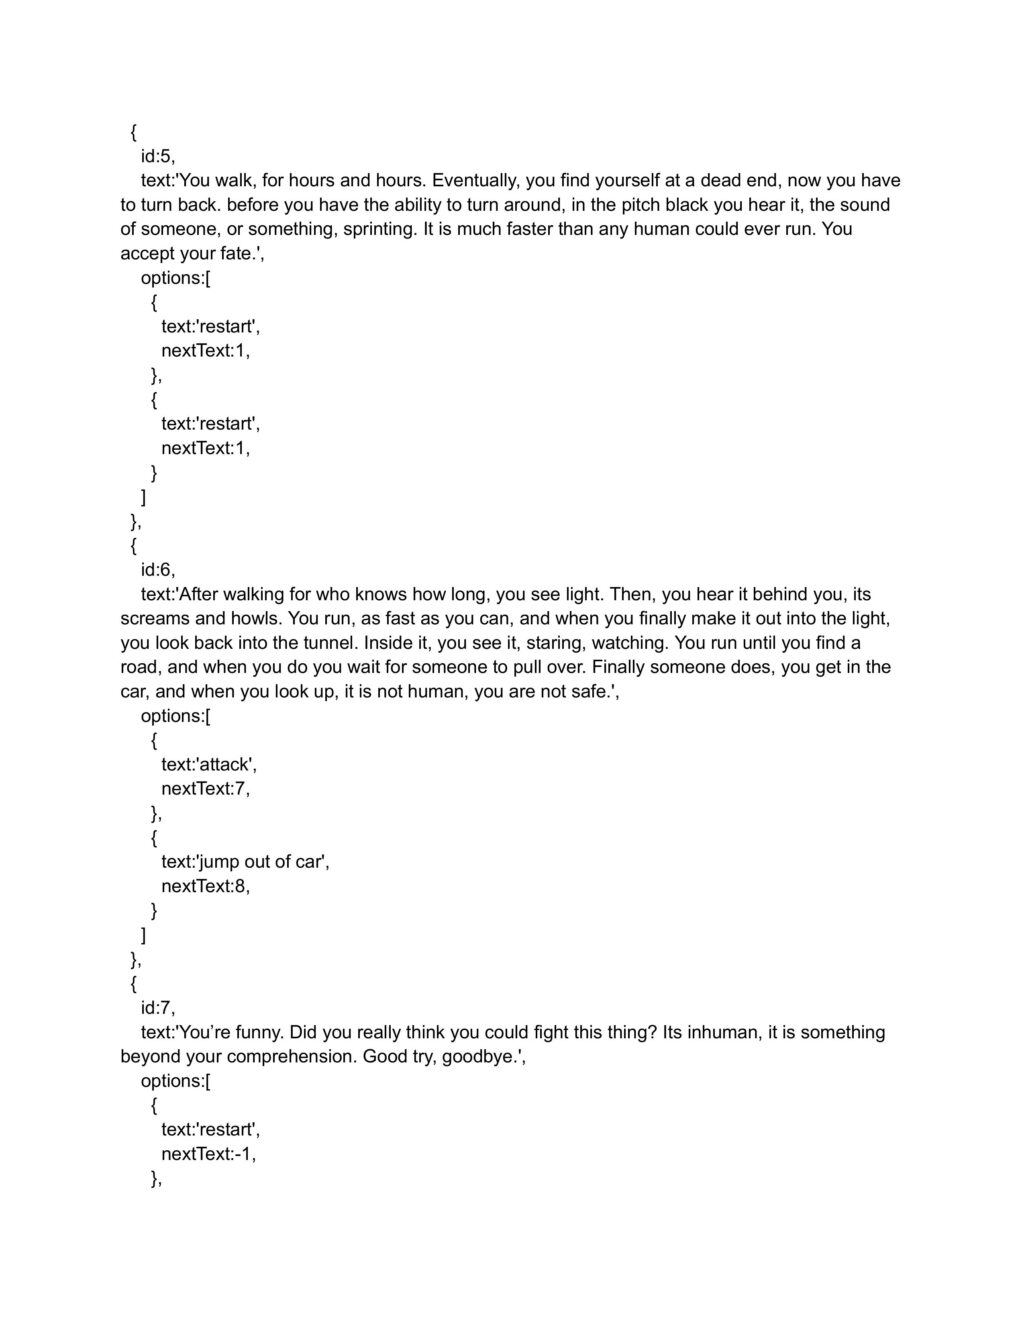 {
id:5,
text:'You walk, for hours and hours. Eventually, you find yourself at a dead end, now you have
to turn back. before you have the ability to turn around, in the pitch black you hear it, the sound
of someone, or something, sprinting. It is much faster than any human could ever run. You
accept your fate.',
options:[
{
text:'restart',
nextText:1,
},
{
text:'restart',
nextText:1,
}
]
},
{
id:6,
text:'After walking for who knows how long, you see light. Then, you hear it behind you, its
screams and howls. You run, as fast as you can, and when you finally make it out into the light,
you look back into the tunnel. Inside it, you see it, staring, watching. You run until you find a
road, and when you do you wait for someone to pull over. Finally someone does, you get in the
car, and when you look up, it is not human, you are not safe.',
options:[
{
text:'attack',
nextText:7,
},
{
text:'jump out of car',
nextText:8,
}
]
},
{
id:7,
text:'You’re funny. Did you really think you could fight this thing? Its inhuman, it is something
beyond your comprehension. Good try, goodbye.',
options:[
{
text:'restart',
nextText:-1,
},